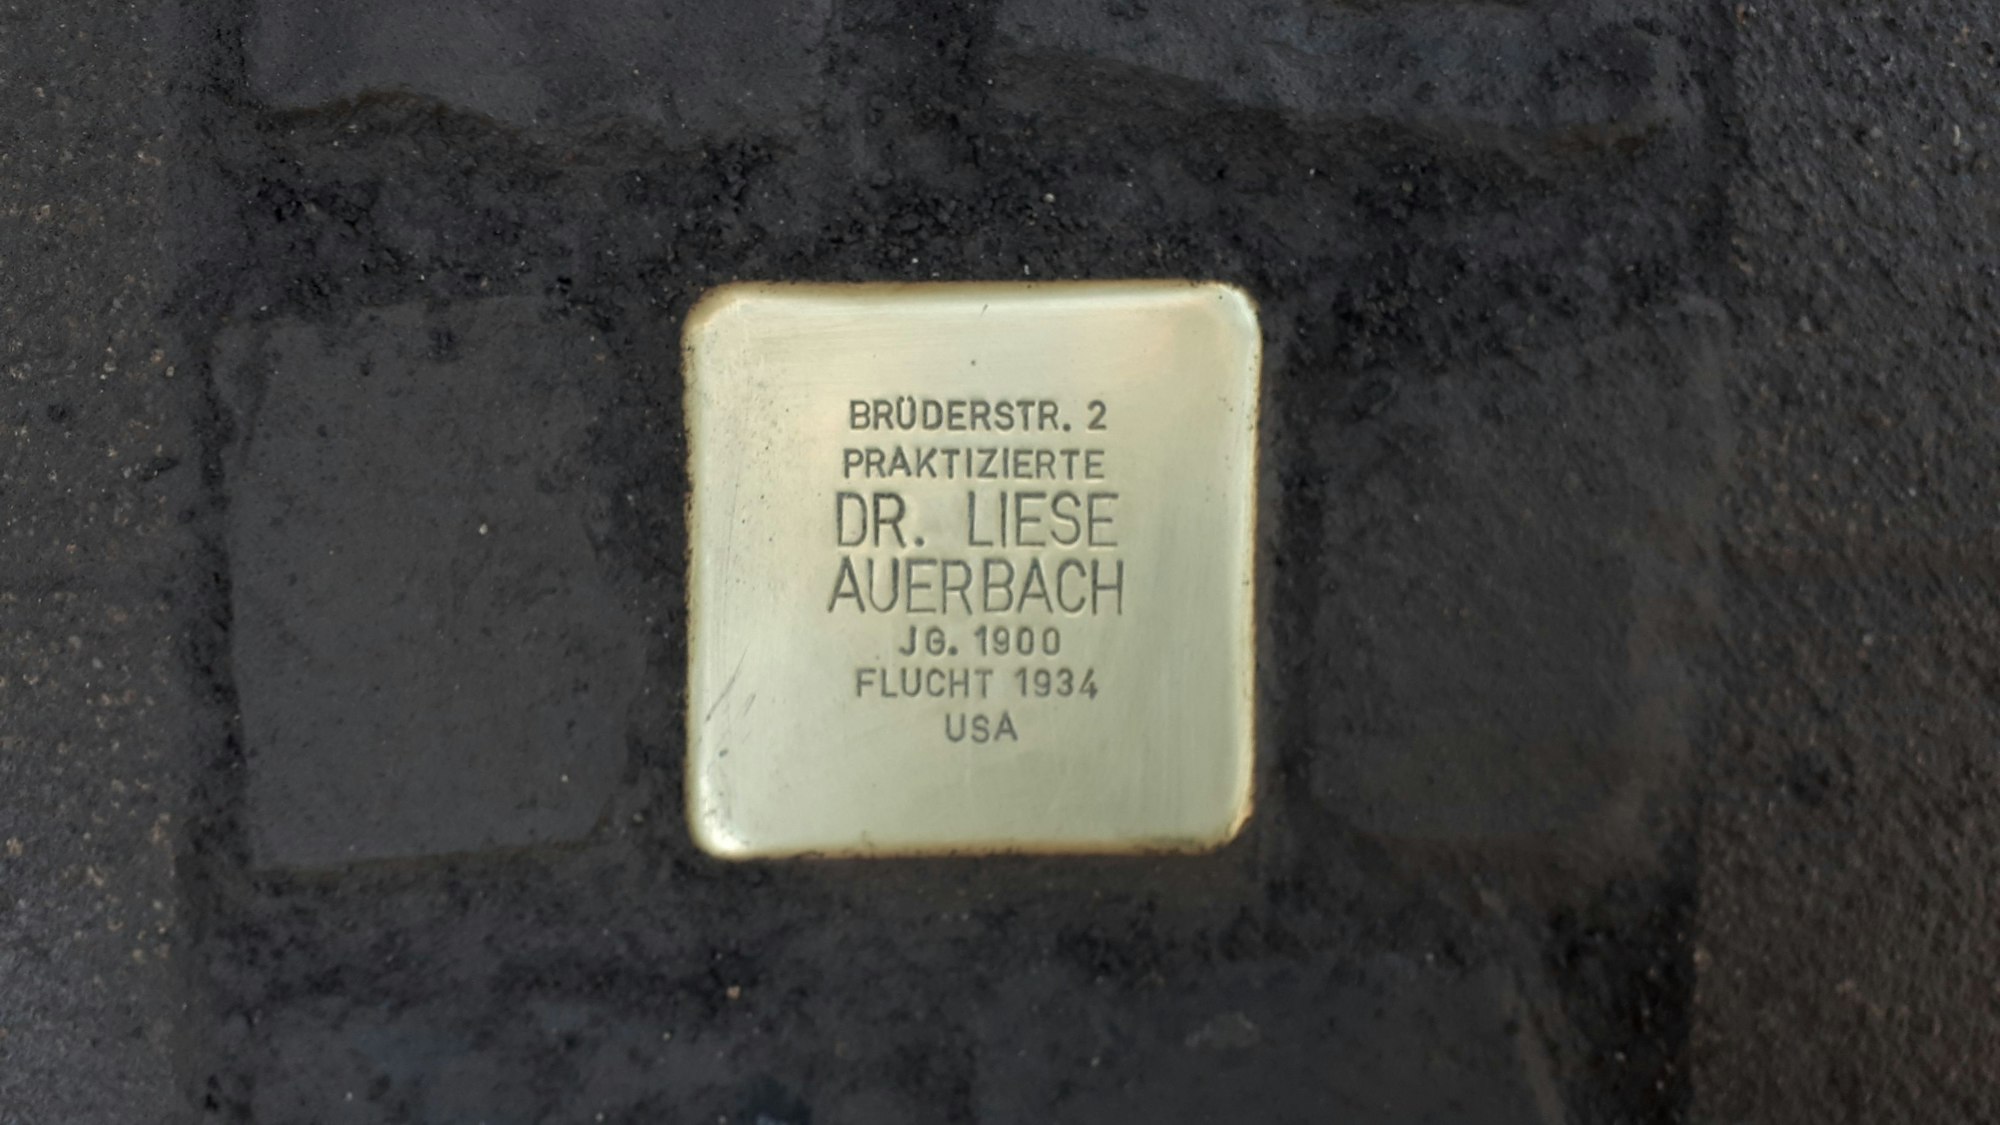 BRÜDERSTR. 2
PRAKTIZIERTE
DR. LIESE
AUERBACH
JG. 1900
FLUCHT 1934
USA